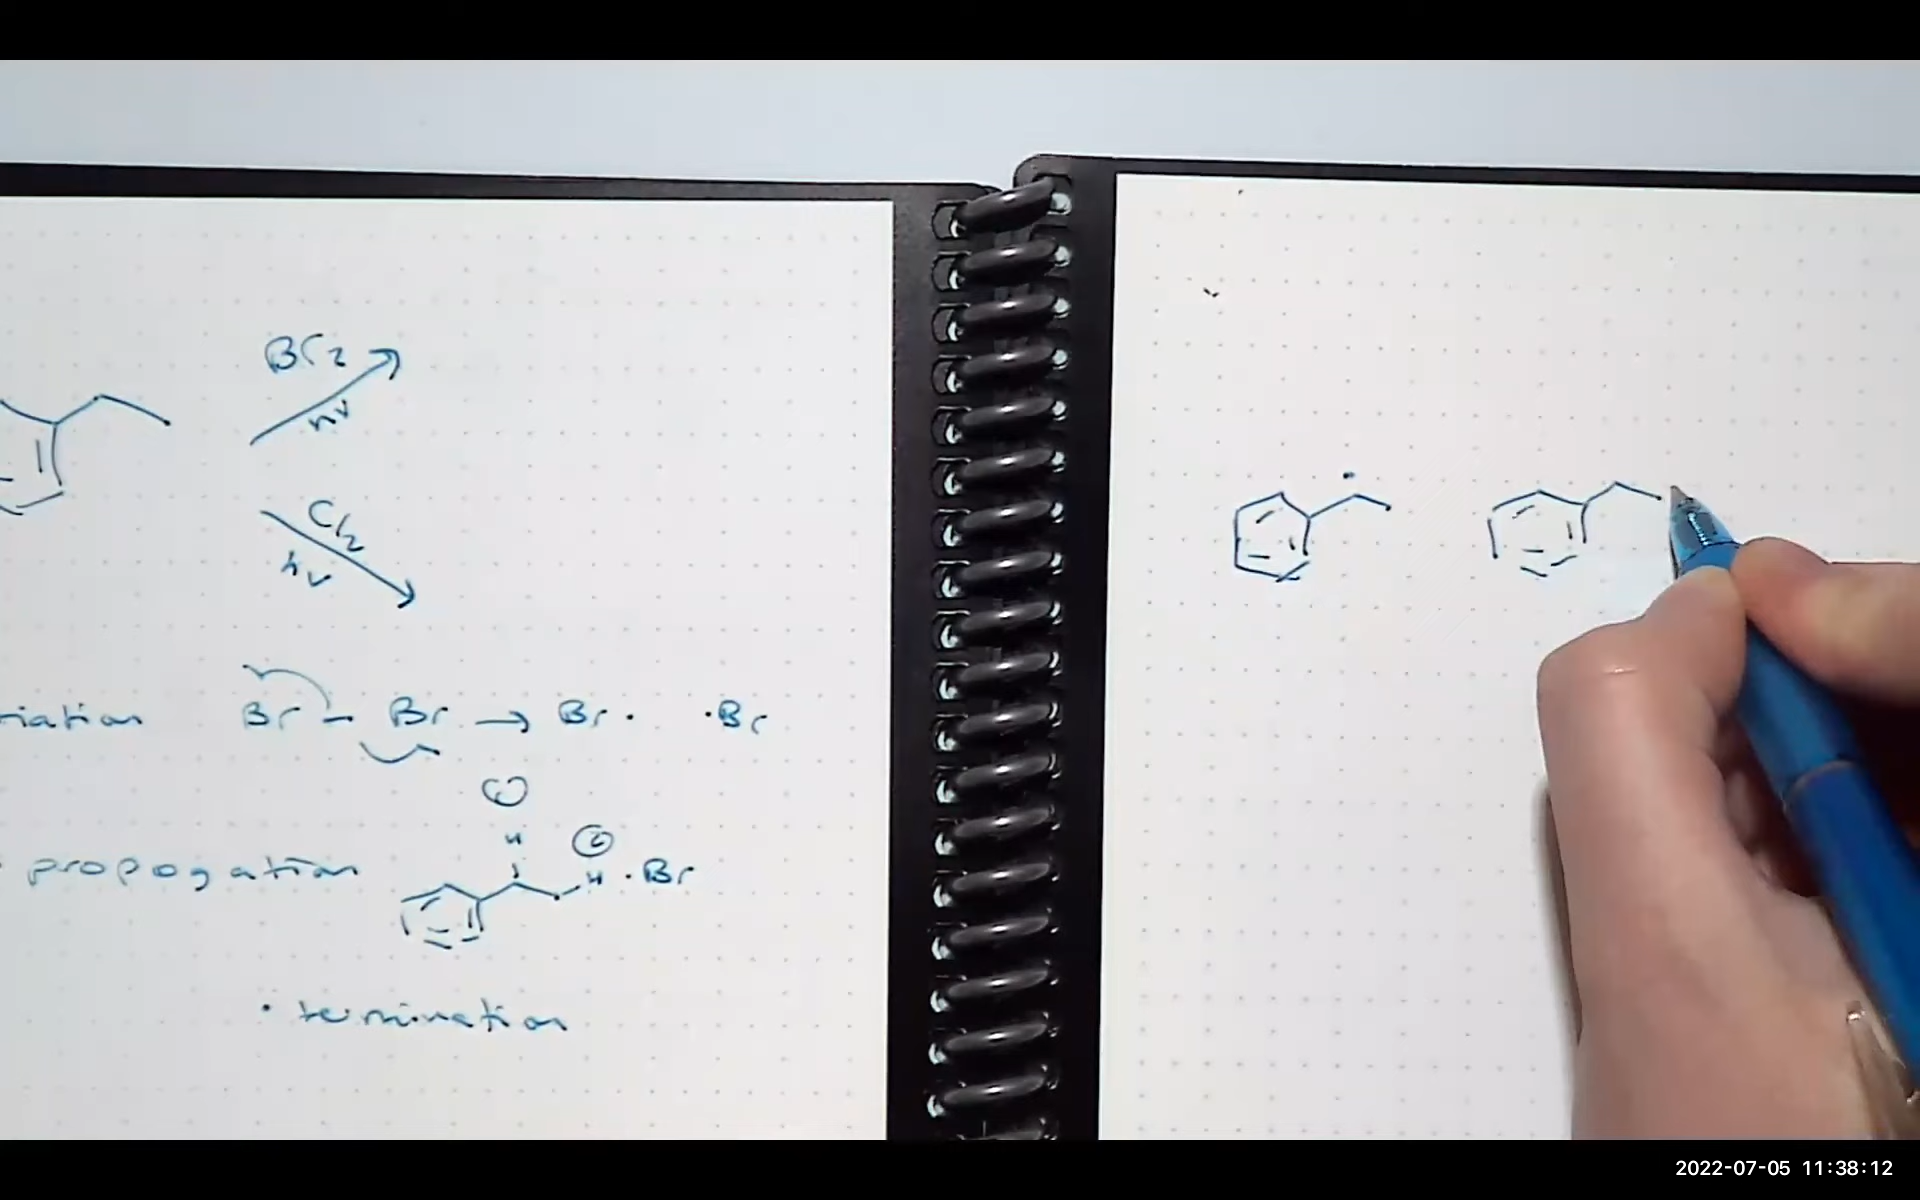 Br2
hv
Cl2
hv
iation Br - Br → Br· ·Br
H
propogation H ·Br
· termination
2022-07-05 11:38:12